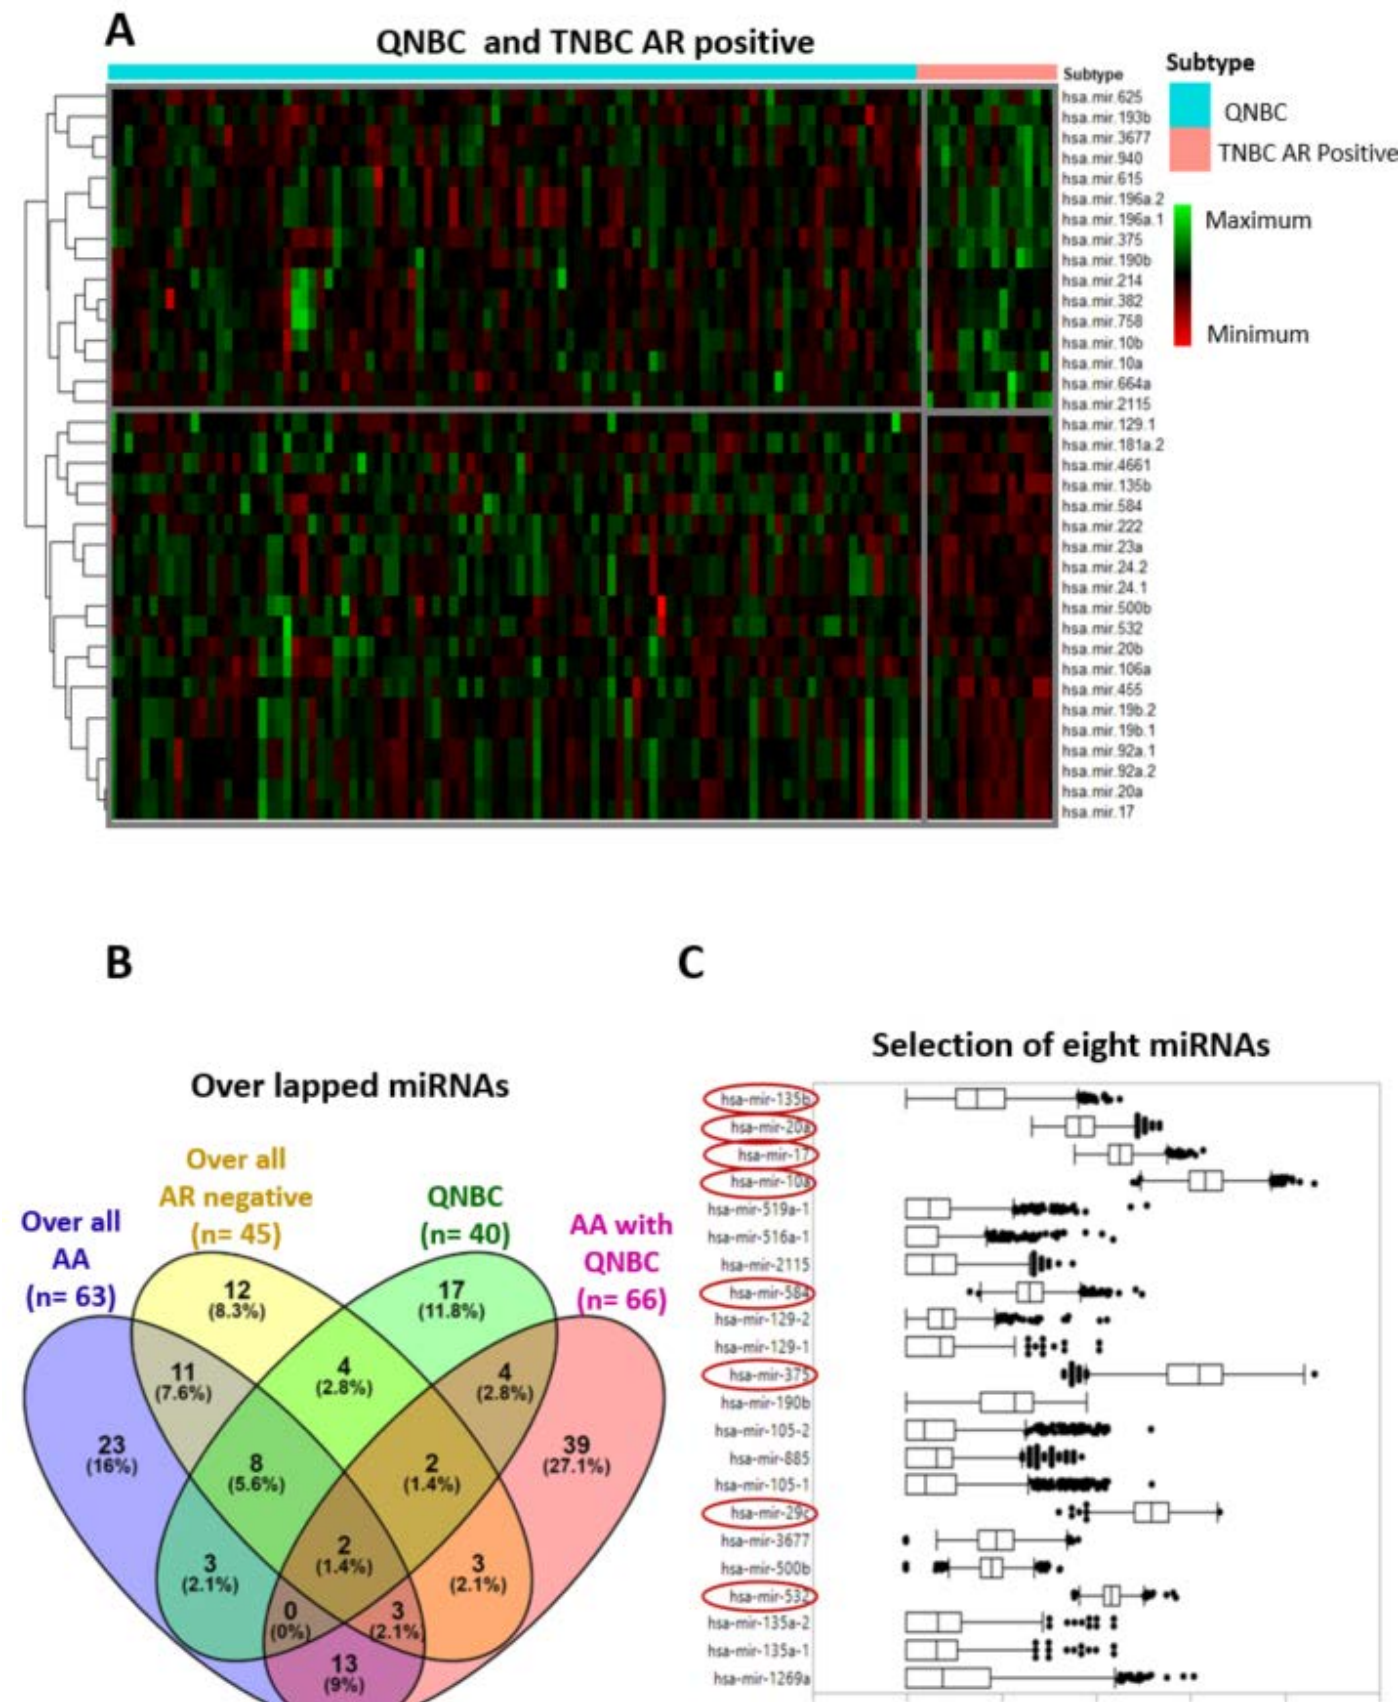 A
QNBC and TNBC AR positive
Subtype
Subtype
QNBC
TNBC AR Positive
Maximum
Minimum
hsa.mir.625
hsa.mir.193b
hsa.mir.3677
hsa.mir.940
hsa.mir.615
hsa.mir.196a.2
hsa.mir.196a.1
hsa.mir.375
hsa.mir.190b
hsa.mir.214
hsa.mir.382
hsa.mir.758
hsa.mir.10b
hsa.mir.10a
hsa.mir.664a
hsa.mir.2115
hsa.mir.129.1
hsa.mir.181a.2
hsa.mir.4661
hsa.mir.135b
hsa.mir.584
hsa.mir.222
hsa.mir.23a
hsa.mir.24.2
hsa.mir.24.1
hsa.mir.500b
hsa.mir.532
hsa.mir.20b
hsa.mir.106a
hsa.mir.455
hsa.mir.19b.2
hsa.mir.19b.1
hsa.mir.92a.1
hsa.mir.92a.2
hsa.mir.20a
hsa.mir.17
B
Over lapped miRNAs
Over all
AA
(n= 63)
Over all
AR negative
(n= 45)
QNBC
(n= 40)
AA with
QNBC
(n= 66)
12
(8.3%)
17
(11.8%)
11
(7.6%)
4
(2.8%)
4
(2.8%)
23
(16%)
8
(5.6%)
2
(1.4%)
39
(27.1%)
3
(2.1%)
2
(1.4%)
3
(2.1%)
0
(0%)
3
(2.1%)
13
(9%)
C
Selection of eight miRNAs
hsa-mir-135b
hsa-mir-20a
hsa-mir-17
hsa-mir-10a
hsa-mir-519a-1
hsa-mir-516a-1
hsa-mir-2115
hsa-mir-584
hsa-mir-129-2
hsa-mir-129-1
hsa-mir-375
hsa-mir-190b
hsa-mir-105-2
hsa-mir-885
hsa-mir-105-1
hsa-mir-29c
hsa-mir-3677
hsa-mir-500b
hsa-mir-532
hsa-mir-135a-2
hsa-mir-135a-1
hsa-mir-1269a